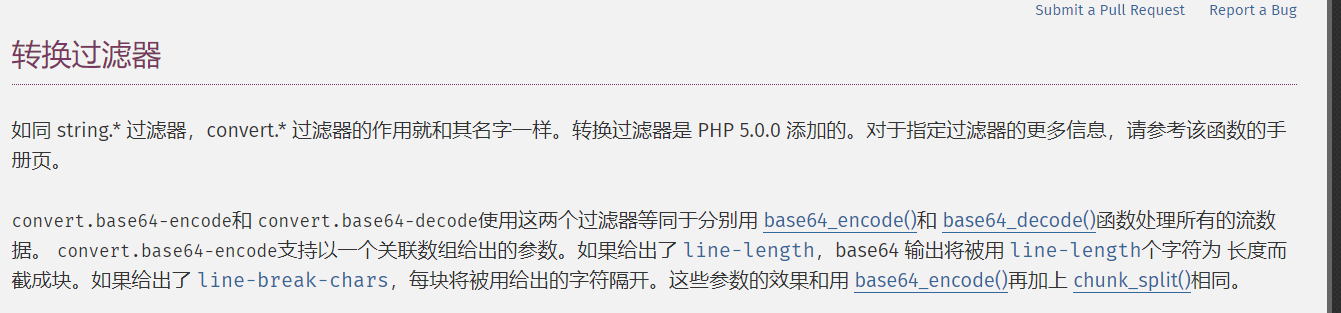 Submit a Pull Request Report a Bug
转换过滤器
如同 string.* 过滤器，convert.* 过滤器的作用就和其名字一样。转换过滤器是 PHP 5.0.0 添加的。对于指定过滤器的更多信息，请参考该函数的手
册页。
convert.base64-encode和 convert.base64-decode使用这两个过滤器等同于分别用 base64_encode()和 base64_decode()函数处理所有的流数
据。 convert.base64-encode支持以一个关联数组给出的参数。如果给出了 line-length，base64 输出将被用 line-length个字符为 长度而
截成块。如果给出了 line-break-chars，每块将被用给出的字符隔开。这些参数的效果和用 base64_encode()再加上 chunk_split()相同。